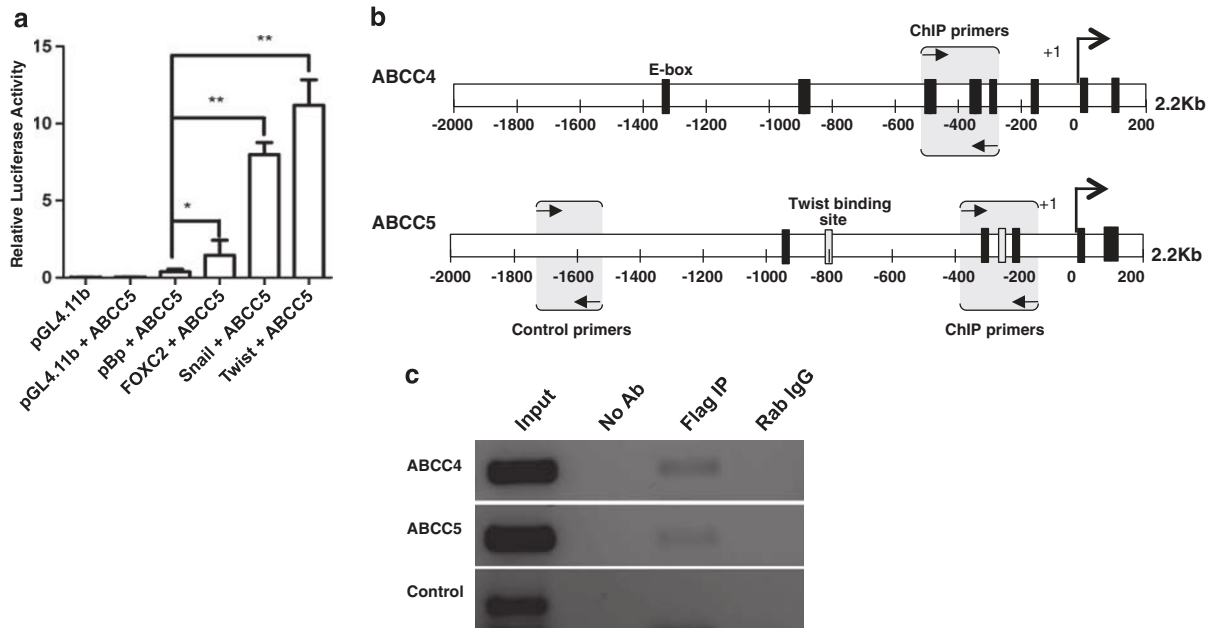 a
Relative Luciferase Activity
15
10
5
0
*
**
**
pGL4.11b
pGL4.11b + ABCC5
pBp + ABCC5
FOXC2 + ABCC5
Snail + ABCC5
Twist + ABCC5
b
ChIP primers
+1
ABCC4
E-box
2.2Kb
-2000 -1800 -1600 -1400 -1200 -1000 -800 -600 -400 -200 0 200
ABCC5
Twist binding
site
+1
2.2Kb
-2000 -1800 -1600 -1400 -1200 -1000 -800 -600 -400 -200 0 200
Control primers
ChIP primers
c
Input No Ab Flag IP Rab IgG
ABCC4
ABCC5
Control